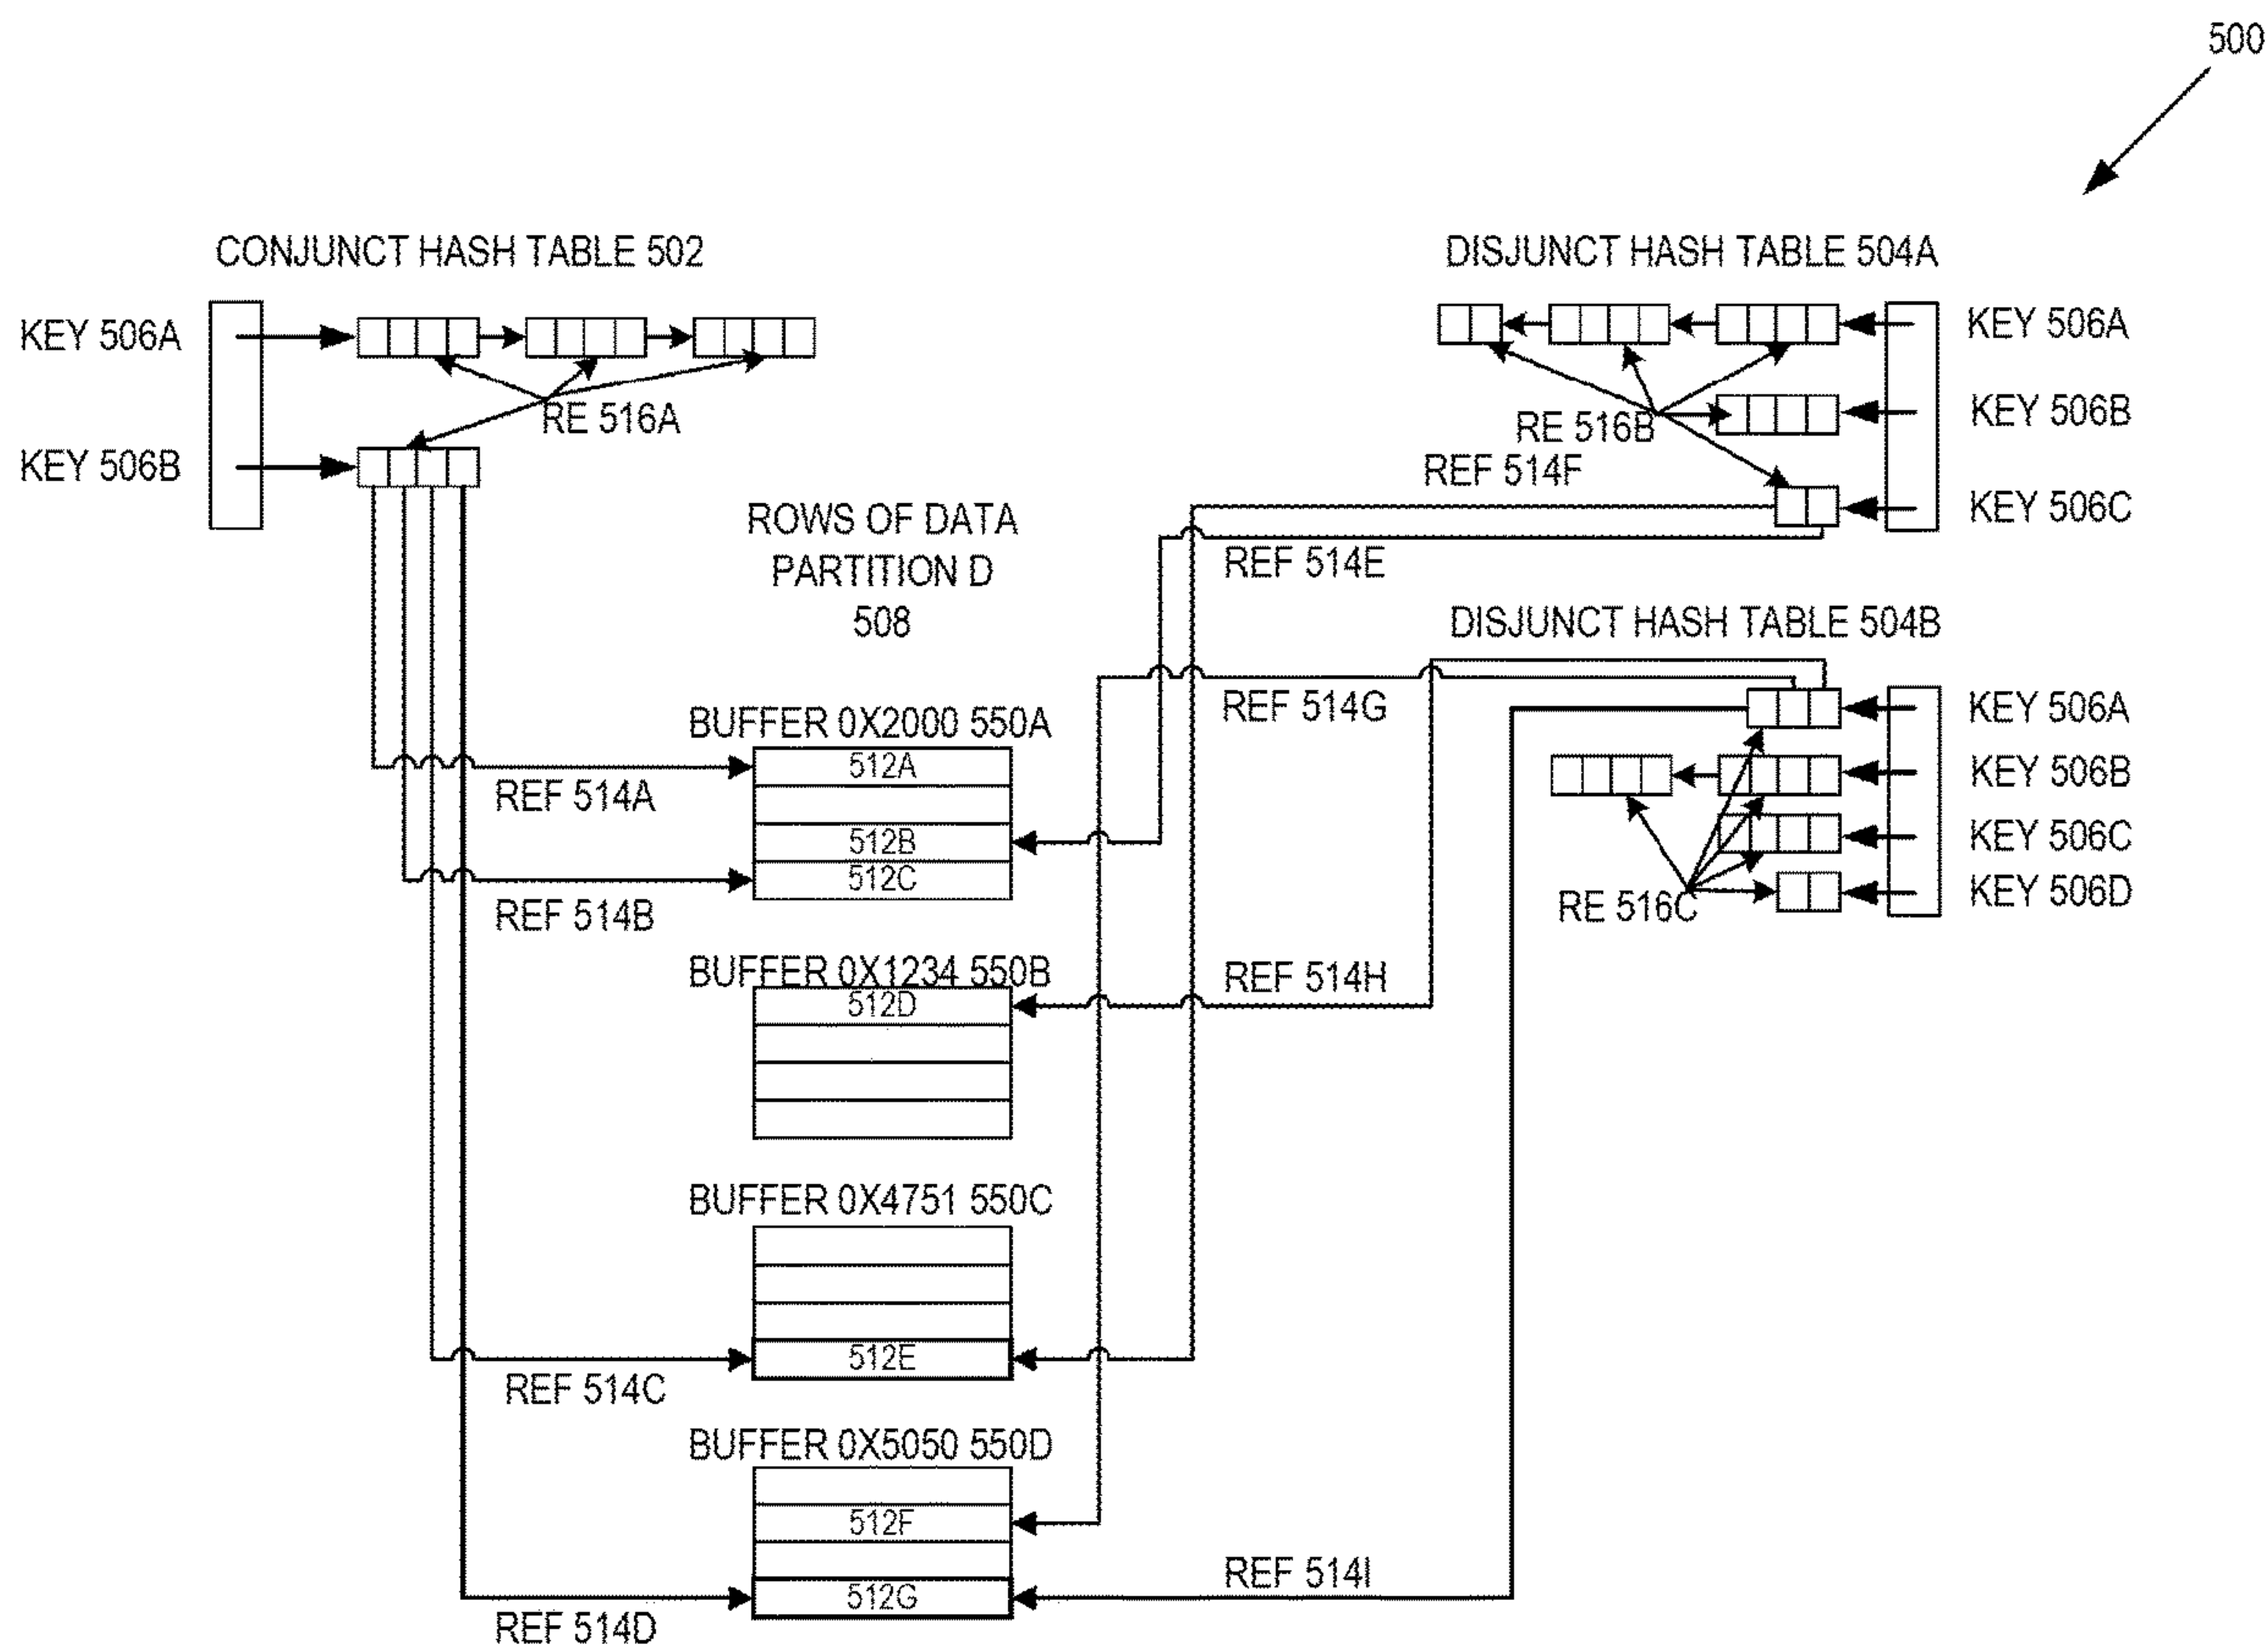 500
CONJUNCT HASH TABLE 502
KEY 506A
RE 516A
KEY 506B
DISJUNCT HASH TABLE 504A
KEY 506A
KEY 506B
RE 516B
REF 514F
KEY 506C
REF 514E
ROWS OF DATA
PARTITION D
508
DISJUNCT HASH TABLE 504B
KEY 506A
REF 514G
KEY 506B
KEY 506C
KEY 506D
RE 516C
BUFFER 0X2000 550A
512A
REF 514A
512B
512C
REF 514B
BUFFER 0X1234 550B
512D
REF 514H
BUFFER 0X4751 550C
512E
REF 514C
BUFFER 0X5050 550D
512F
REF 514I
512G
REF 514D